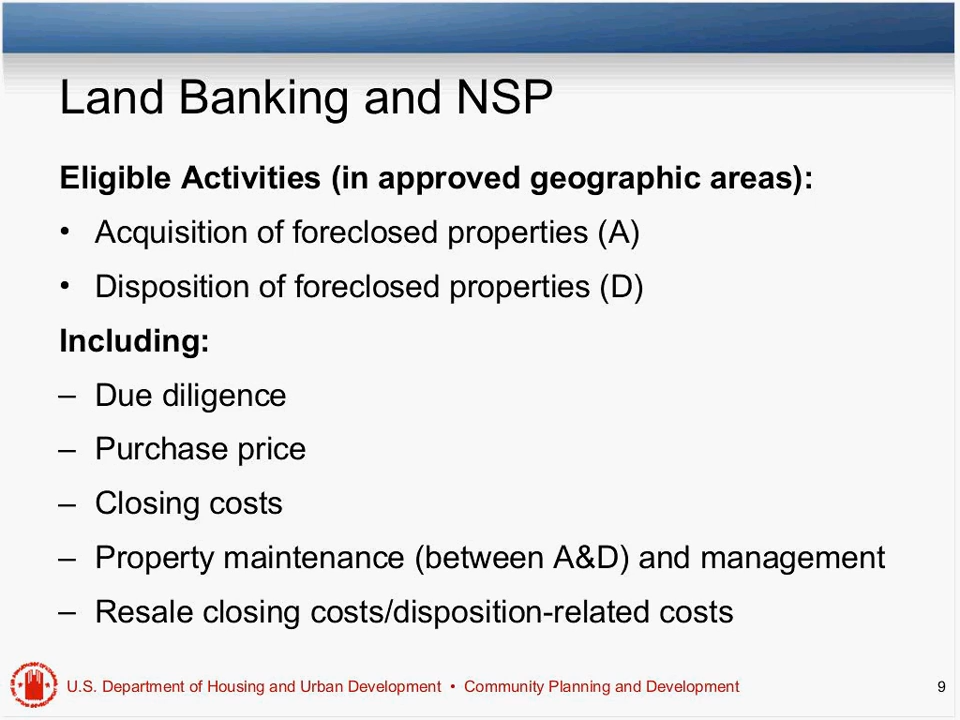 Land Banking and NSP
Eligible Activities (in approved geographic areas):
• Acquisition of foreclosed properties (A)
• Disposition of foreclosed properties (D)
Including:
– Due diligence
– Purchase price
– Closing costs
– Property maintenance (between A&D) and management
– Resale closing costs/disposition-related costs
U.S. Department of Housing and Urban Development • Community Planning and Development 9